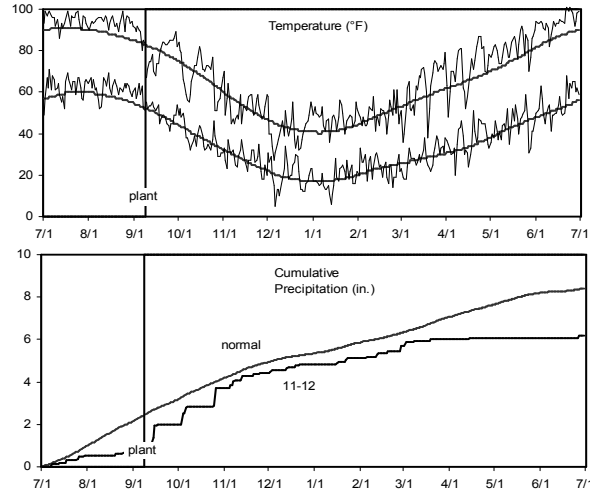 Temperature (°F)
100
80
60
40
20
0
plant
7/1 8/1 9/1 10/1 11/1 12/1 1/1 2/1 3/1 4/1 5/1 6/1 7/1
Cumulative
Precipitation (in.)
10
8
6
4
2
0
normal
11-12
plant
7/1 8/1 9/1 10/1 11/1 12/1 1/1 2/1 3/1 4/1 5/1 6/1 7/